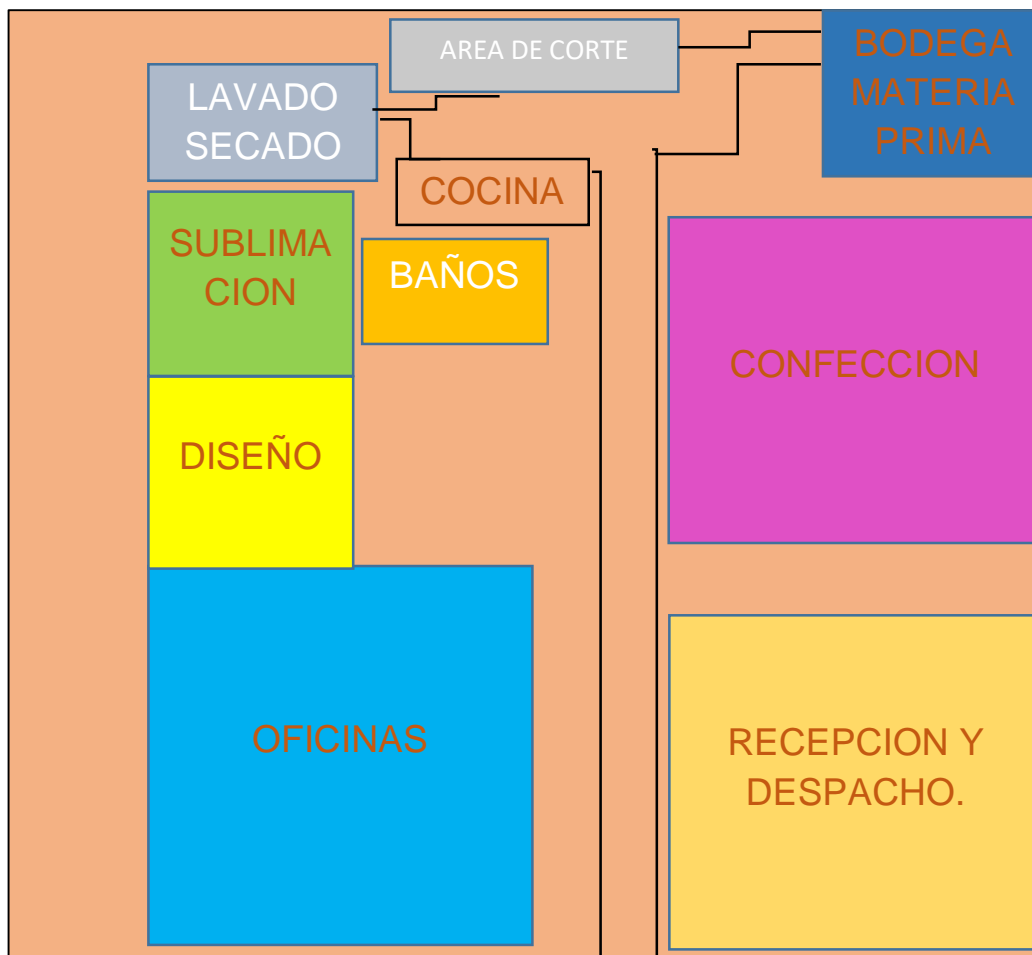 AREA DE CORTE
BODEGA
MATERIA
PRIMA
LAVADO
SECADO
COCINA
SUBLIMA
CION
BAÑOS
CONFECCION
DISEÑO
OFICINAS
RECEPCION Y
DESPACHO.